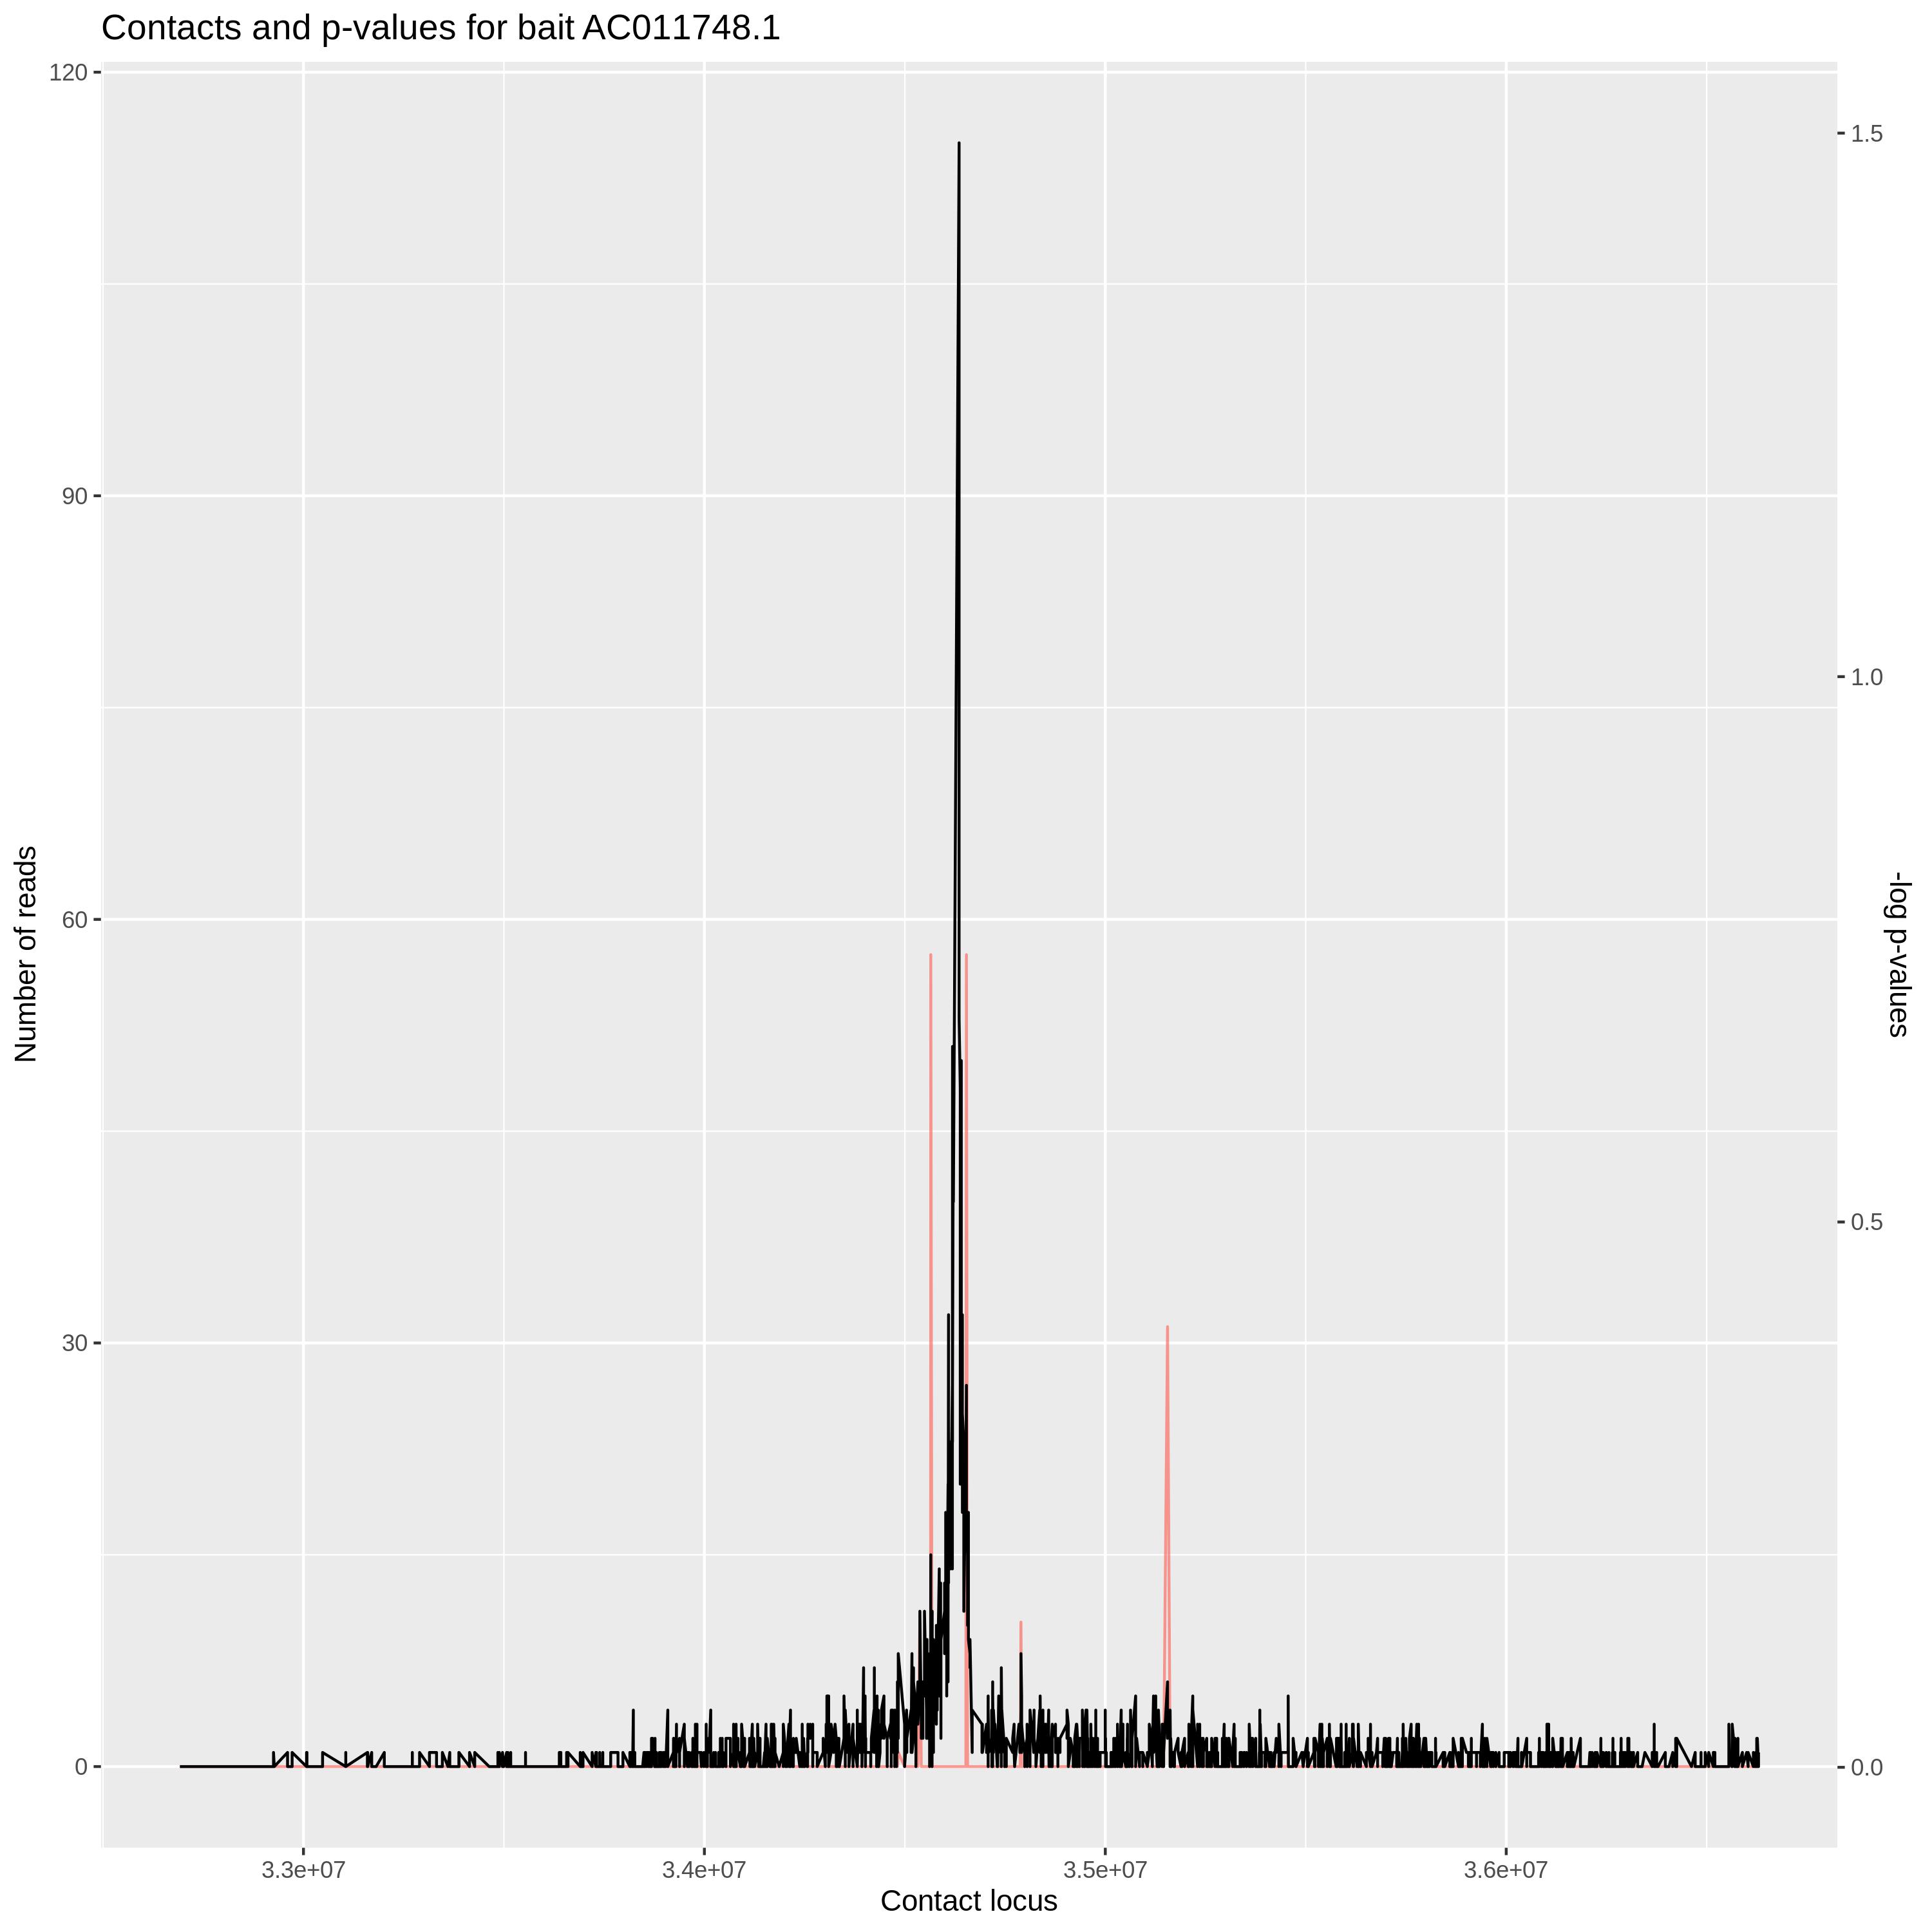 Contacts and p-values for bait AC011748.1
120
90
60
30
0
Number of reads
1.5
1.0
0.5
0.0
-log p-values
3.3e+07
3.4e+07
3.5e+07
3.6e+07
Contact locus